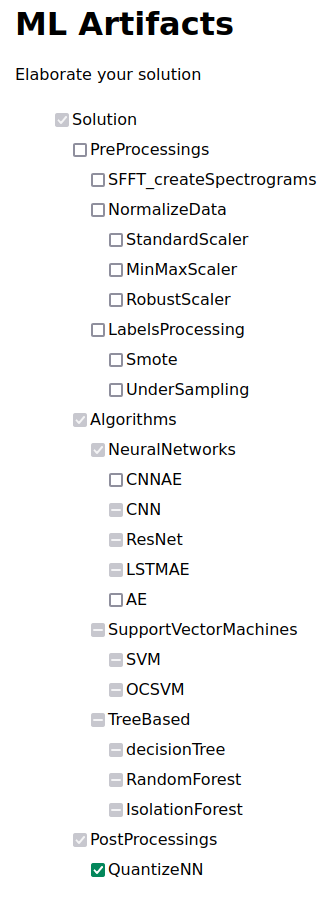 ML Artifacts
Elaborate your solution
Solution
PreProcessings
SFFT_createSpectrograms
NormalizeData
StandardScaler
MinMaxScaler
RobustScaler
LabelsProcessing
Smote
UnderSampling
Algorithms
NeuralNetworks
CNNAE
CNN
ResNet
LSTMAE
AE
SupportVectorMachines
SVM
OCSVM
TreeBased
decisionTree
RandomForest
IsolationForest
PostProcessings
QuantizeNN